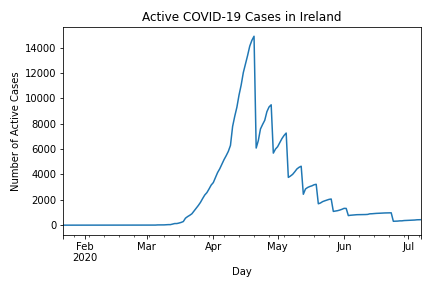 Active COVID-19 Cases in Ireland
14000
12000
10000
8000
6000
4000
2000
0
Number of Active Cases
Feb Mar Apr May Jun Jul
2020
Day